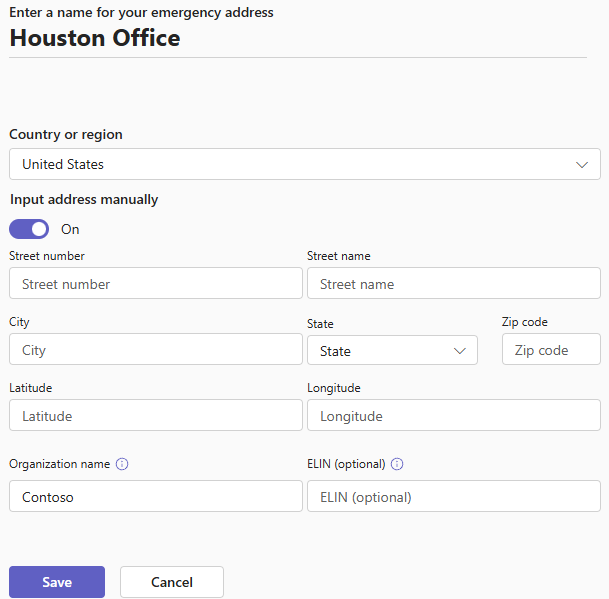 Enter a name for your emergency address
Houston Office
Country or region
United States
Input address manually
On
Street number
Street name
Street number
Street name
City
State
Zip code
City
State
Zip code
Latitude
Longitude
Latitude
Longitude
Organization name
ELIN (optional)
Contoso
ELIN (optional)
Save
Cancel